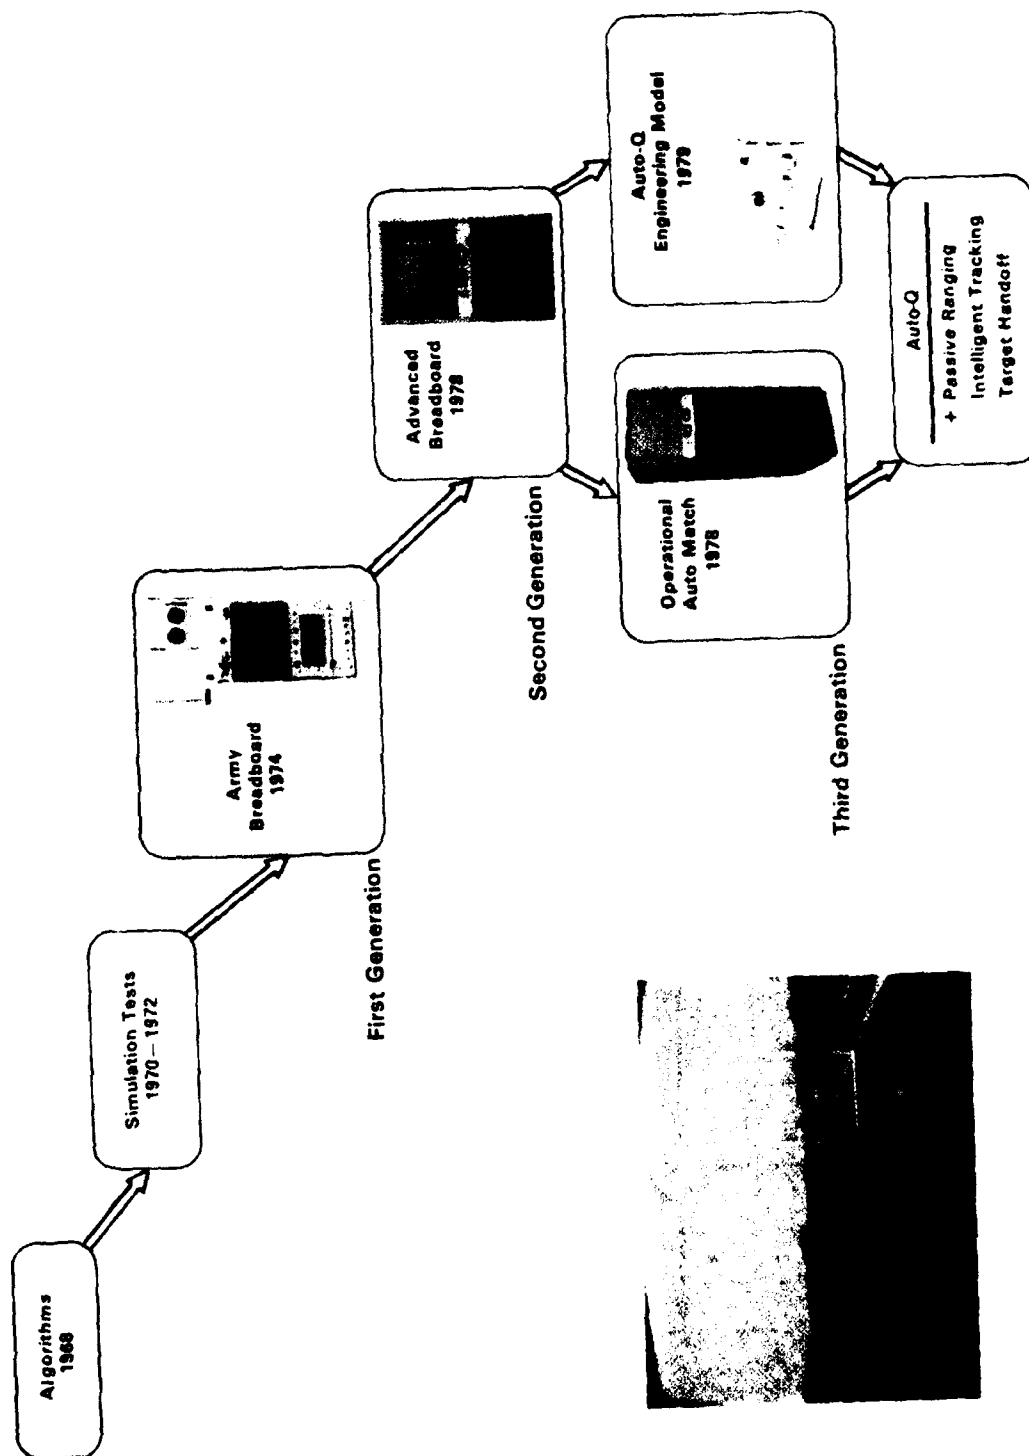 Algorithms
1968
Simulation Tests
1970–1972
Army
Breadboard
1974
First Generation
Advanced
Breadboard
1978
Second Generation
Operational
Auto Match
1978
Auto-Q
Engineering Model
1979
Third Generation
Auto-Q
+ Passive Ranging
Intelligent Tracking
Target Handoff